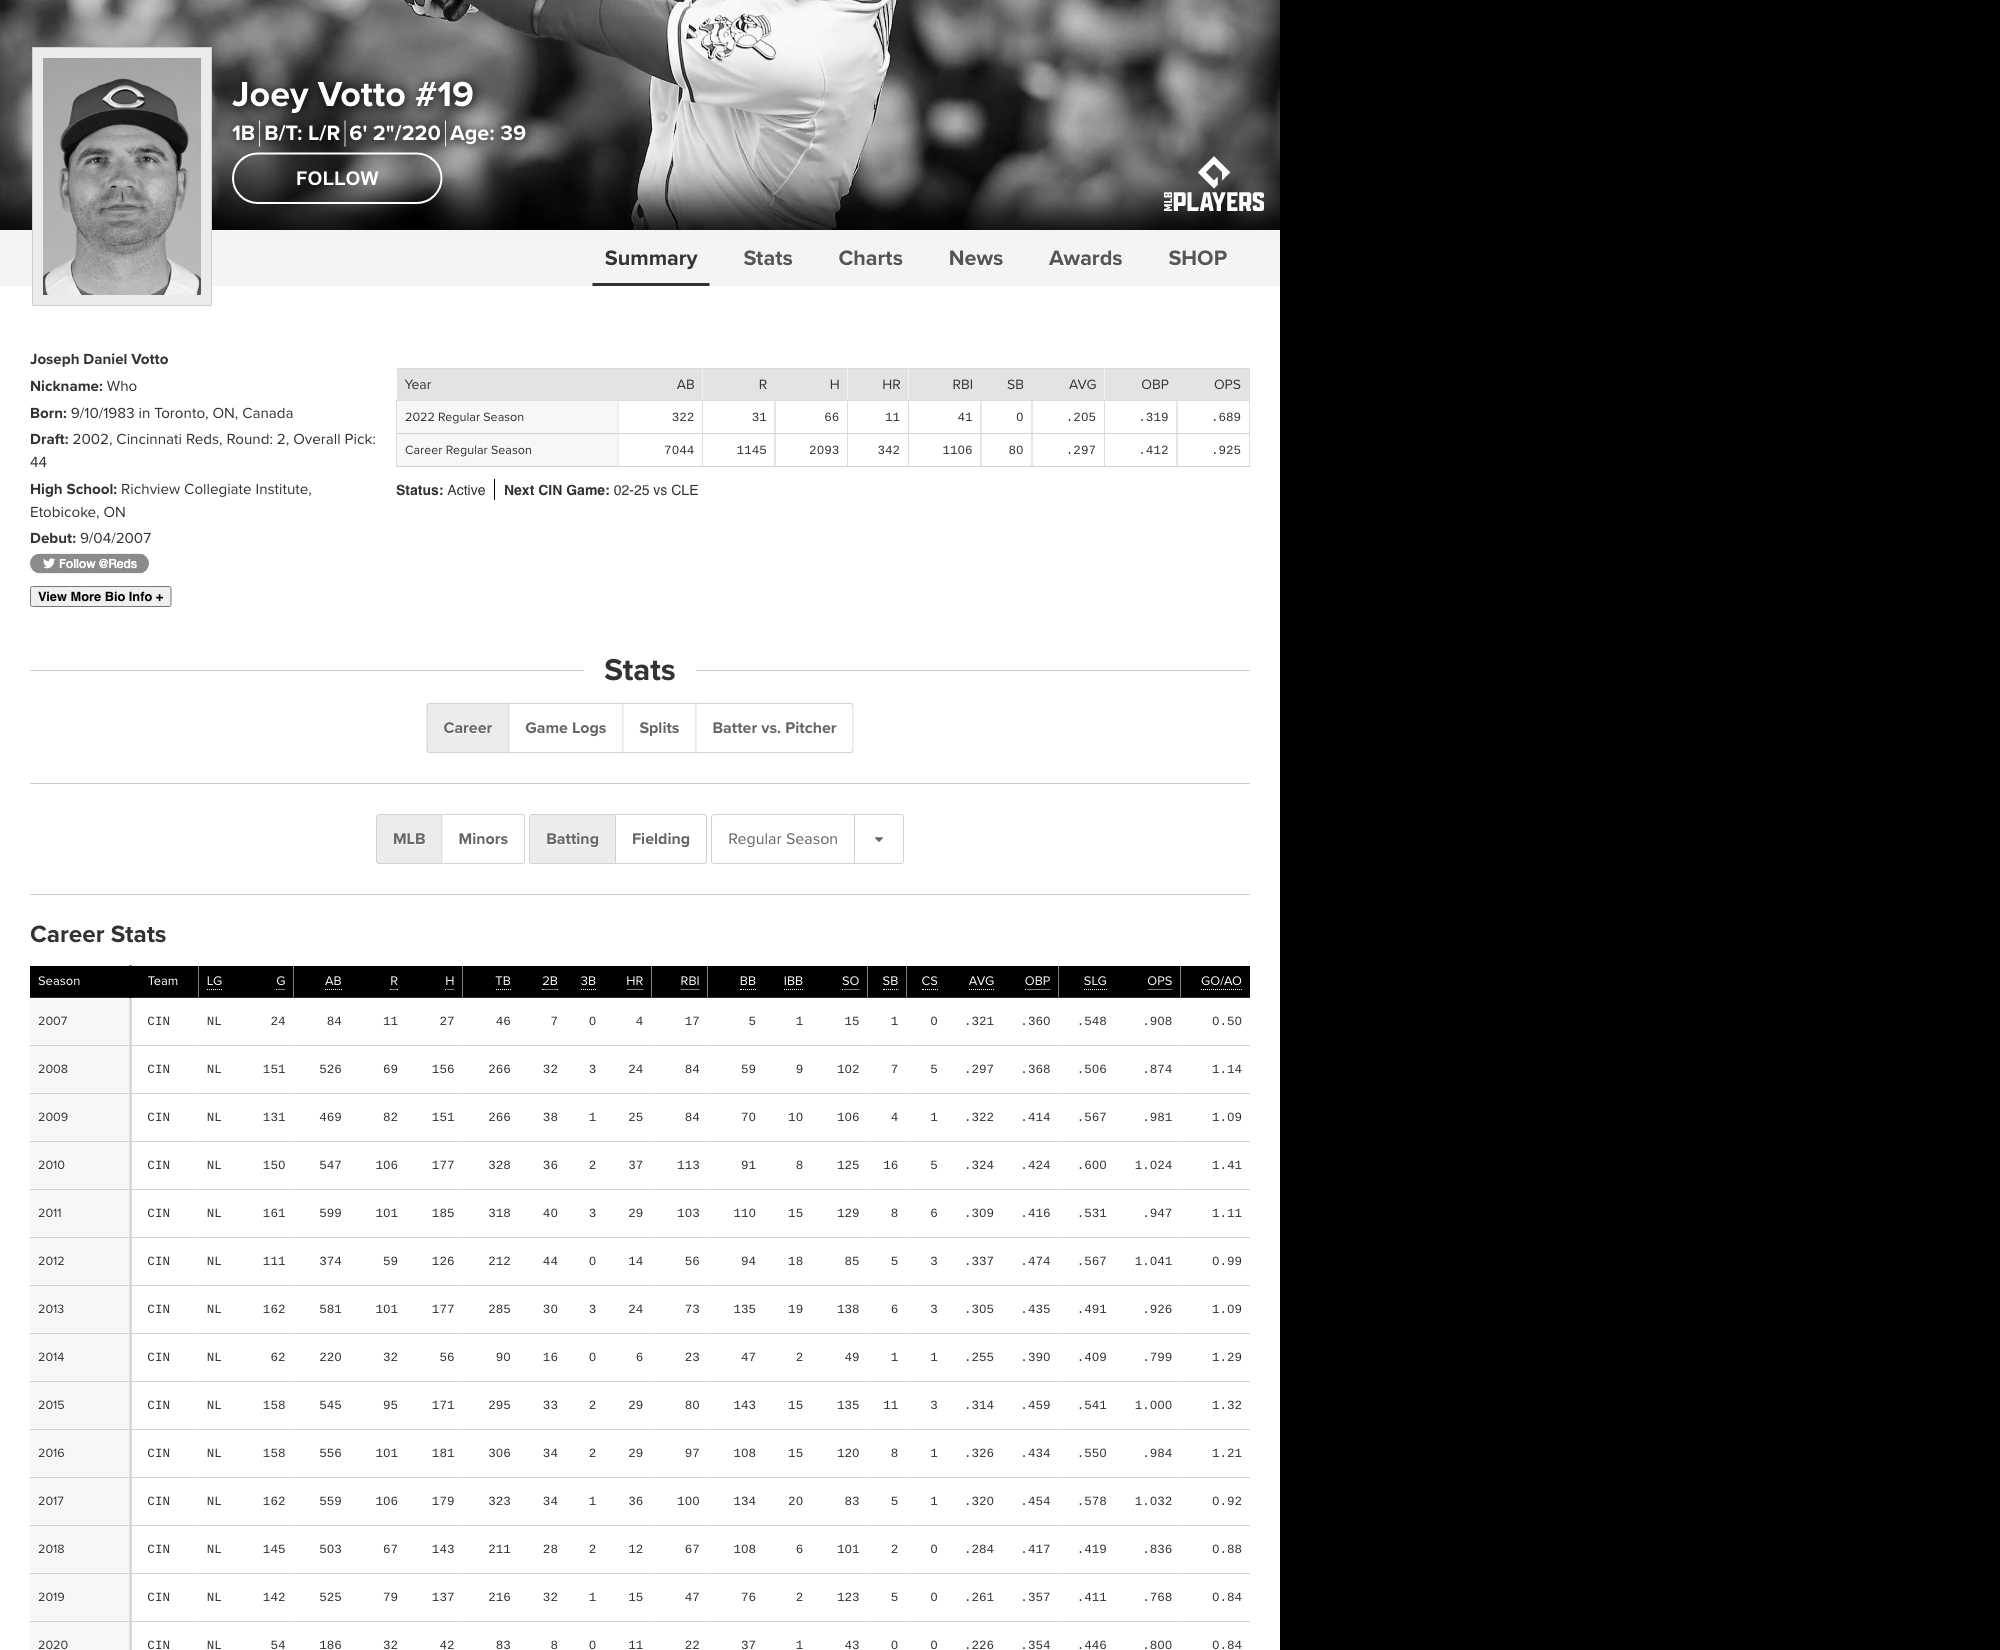 Joey Votto #19
1B B/T: L/R 6' 2"/220 Age: 39
FOLLOW
MLB PLAYERS
Summary Stats Charts News Awards SHOP
Joseph Daniel Votto
Nickname: Who
Born: 9/10/1983 in Toronto, ON, Canada
Draft: 2002, Cincinnati Reds, Round: 2, Overall Pick:
44
High School: Richview Collegiate Institute,
Etobicoke, ON
Debut: 9/04/2007
Follow @Reds
View More Bio Info +
Year AB R H HR RBI SB AVG OBP OPS
2022 Regular Season 322 31 66 11 41 0 .205 .319 .689
Career Regular Season 7044 1145 2093 342 1106 80 .297 .412 .925
Status: Active Next CIN Game: 02-25 vs CLE
Stats
Career Game Logs Splits Batter vs. Pitcher
MLB Minors Batting Fielding Regular Season
Career Stats
Season Team LG G AB R H TB 2B 3B HR RBI BB IBB SO SB CS AVG OBP SLG OPS GO/AO
2007 CIN NL 24 84 11 27 46 7 0 4 17 5 1 15 1 0 .321 .360 .548 .908 0.50
2008 CIN NL 151 526 69 156 266 32 3 24 84 59 9 102 7 5 .297 .368 .506 .874 1.14
2009 CIN NL 131 469 82 151 266 38 1 25 84 70 10 106 4 1 .322 .414 .567 .981 1.09
2010 CIN NL 150 547 106 177 328 36 2 37 113 91 8 125 16 5 .324 .424 .600 1.024 1.41
2011 CIN NL 161 599 101 185 318 40 3 29 103 110 15 129 8 6 .309 .416 .531 .947 1.11
2012 CIN NL 111 374 59 126 212 44 0 14 56 94 18 85 5 3 .337 .474 .567 1.041 0.99
2013 CIN NL 162 581 101 177 285 30 3 24 73 135 19 138 6 3 .305 .435 .491 .926 1.09
2014 CIN NL 62 220 32 56 90 16 0 6 23 47 2 49 1 1 .255 .390 .409 .799 1.29
2015 CIN NL 158 545 95 171 295 33 2 29 80 143 15 135 11 3 .314 .459 .541 1.000 1.32
2016 CIN NL 158 556 101 181 306 34 2 29 97 108 15 120 8 1 .326 .434 .550 .984 1.21
2017 CIN NL 162 559 106 179 323 34 1 36 100 134 20 83 5 1 .320 .454 .578 1.032 0.92
2018 CIN NL 145 503 67 143 211 28 2 12 67 108 6 101 2 0 .284 .417 .419 .836 0.88
2019 CIN NL 142 525 79 137 216 32 1 15 47 76 2 123 5 0 .261 .357 .411 .768 0.84
2020 CIN NL 54 186 32 42 83 8 0 11 22 37 1 43 0 0 .226 .354 .446 .800 0.84